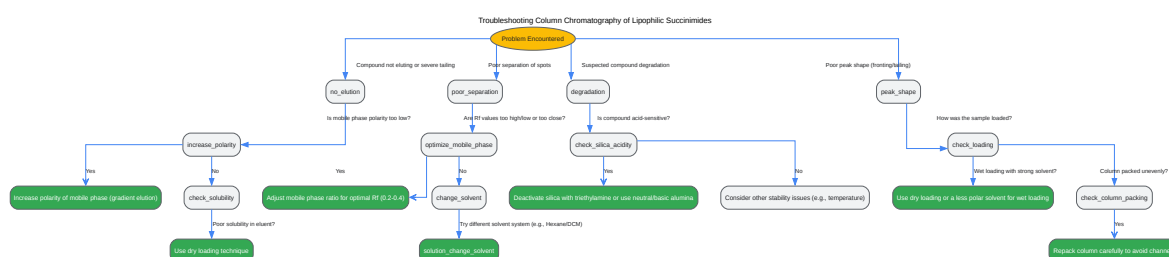 Troubleshooting Column Chromatography of Lipophilic Succinimides
Problem Encountered
Compound not eluting or severe tailing
Poor separation of spots
Suspected compound degradation
Poor peak shape (fronting/tailing)
no_elution
poor_separation
degradation
peak_shape
Is mobile phase polarity too low?
Are Rf values too high/low or too close?
Is compound acid-sensitive?
How was the sample loaded?
increase_polarity
optimize_mobile_phase
check_silica_acidity
check_loading
Yes
No
Yes
No
Yes
No
Wet loading with strong solvent?
Column packed unevenly?
Increase polarity of mobile phase (gradient elution)
check_solubility
Adjust mobile phase ratio for optimal Rf (0.2-0.4)
change_solvent
Deactivate silica with triethylamine or use neutral/basic alumina
Consider other stability issues (e.g., temperature)
Use dry loading or a less polar solvent for wet loading
check_column_packing
Poor solubility in eluent?
Try different solvent system (e.g., Hexane/DCM)
Yes
Use dry loading technique
solution_change_solvent
Repack column carefully to avoid channe